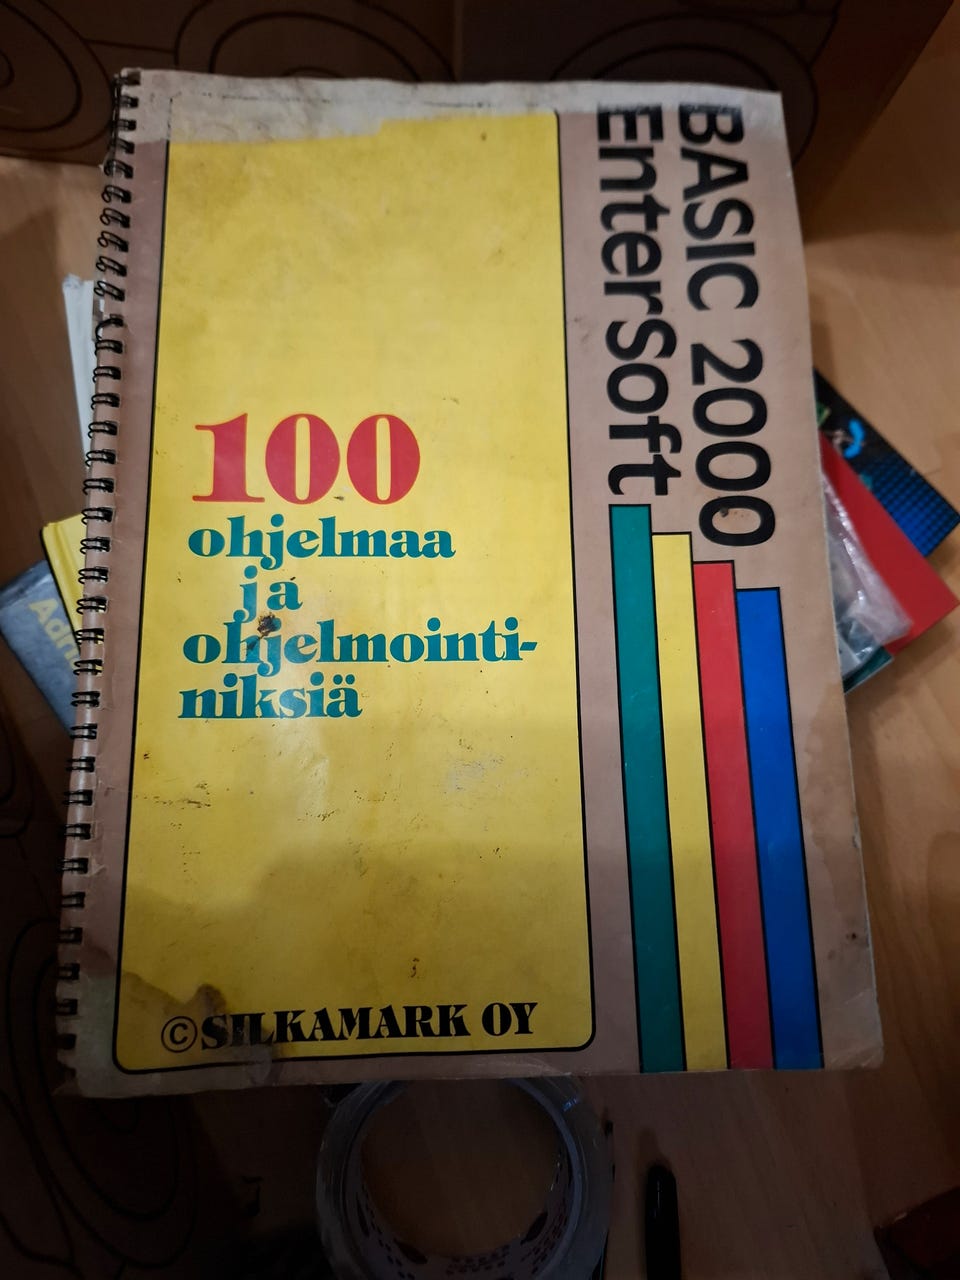 BASIC 2000
Entersoft
100
ohjelmaa
ja
ohjelmointi-
niksiä
© SILKAMARK OY